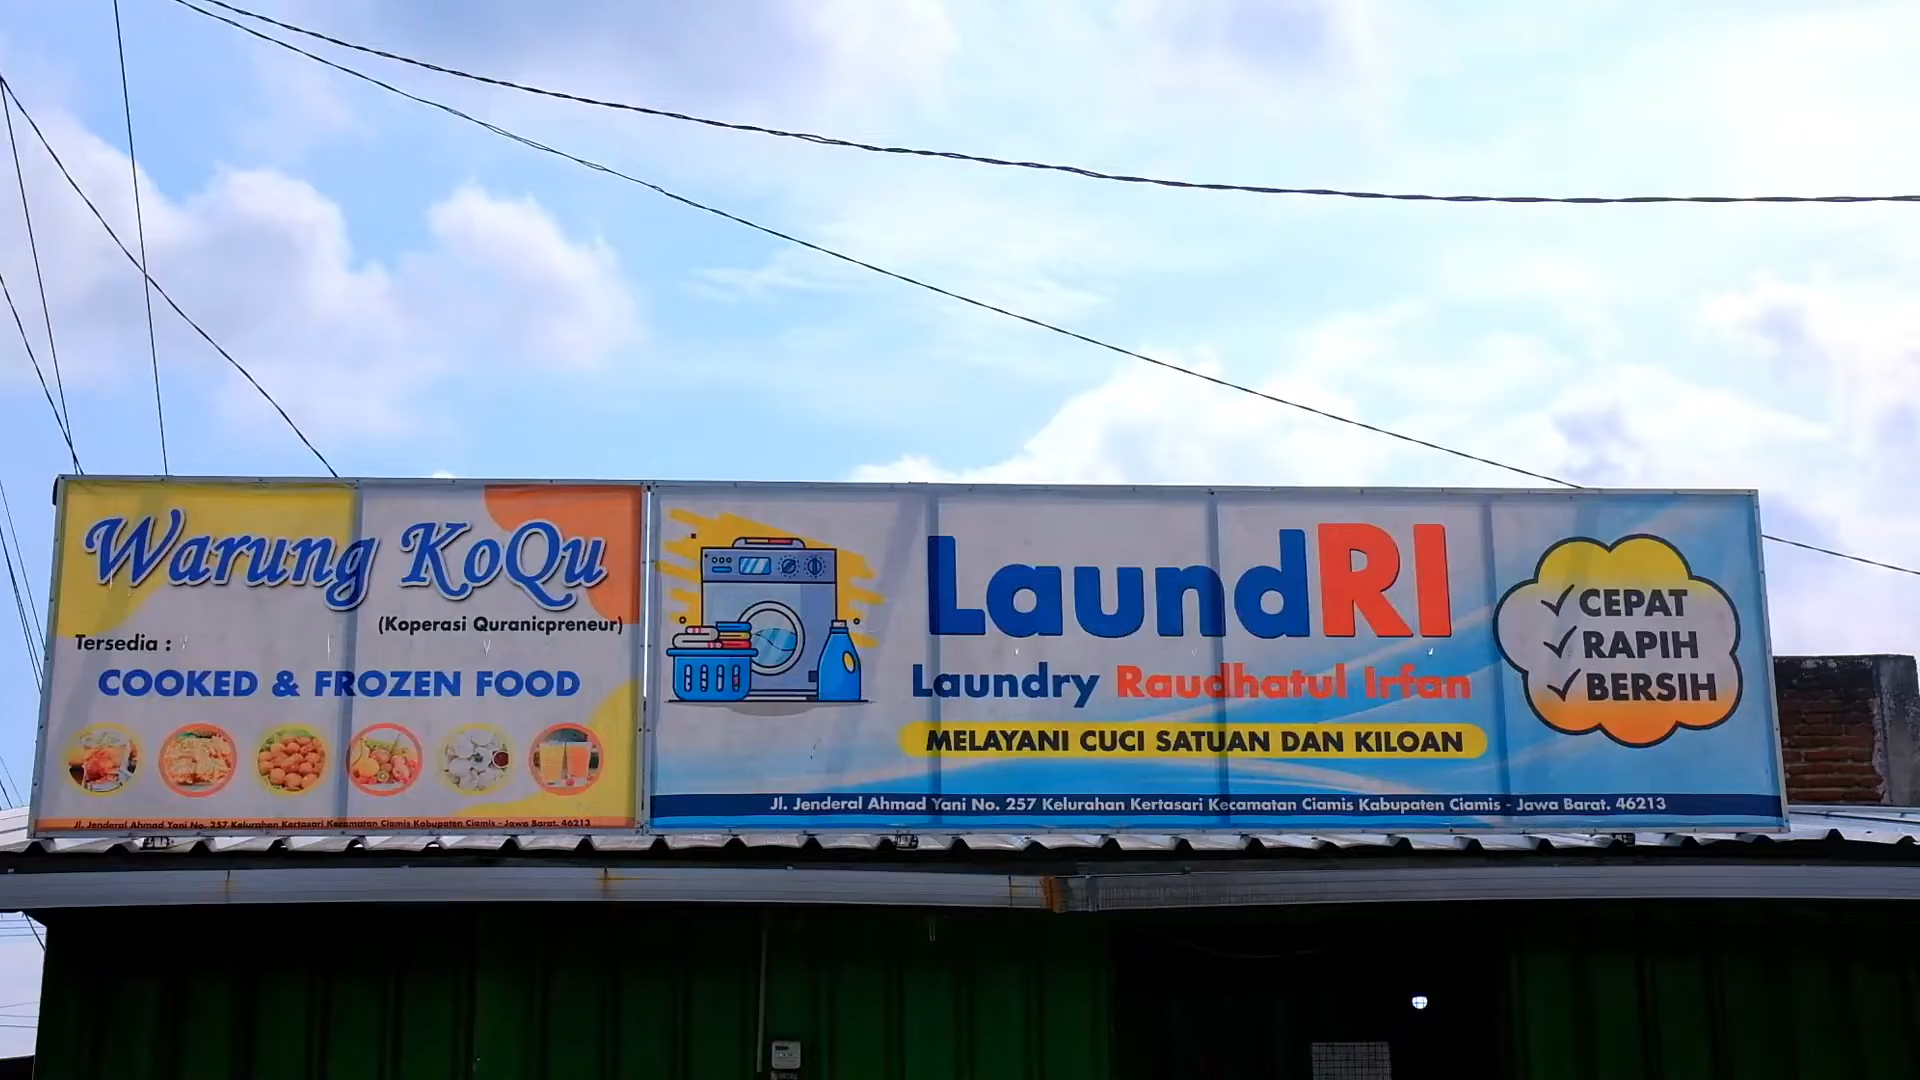 Warung KoQu
(Koperasi Quranicpreneur)
Tersedia :
COOKED & FROZEN FOOD
Jl. Jenderal Ahmad Yani No. 257 Kelurahan Kertasari Kecamatan Ciamis Kabupaten Ciamis - Jawa Barat. 46213
LaundRI
Laundry Raudhatul Irfan
MELAYANI CUCI SATUAN DAN KILOAN
CEPAT
RAPIH
BERSIH
Jl. Jenderal Ahmad Yani No. 257 Kelurahan Kertasari Kecamatan Ciamis Kabupaten Ciamis - Jawa Barat. 46213